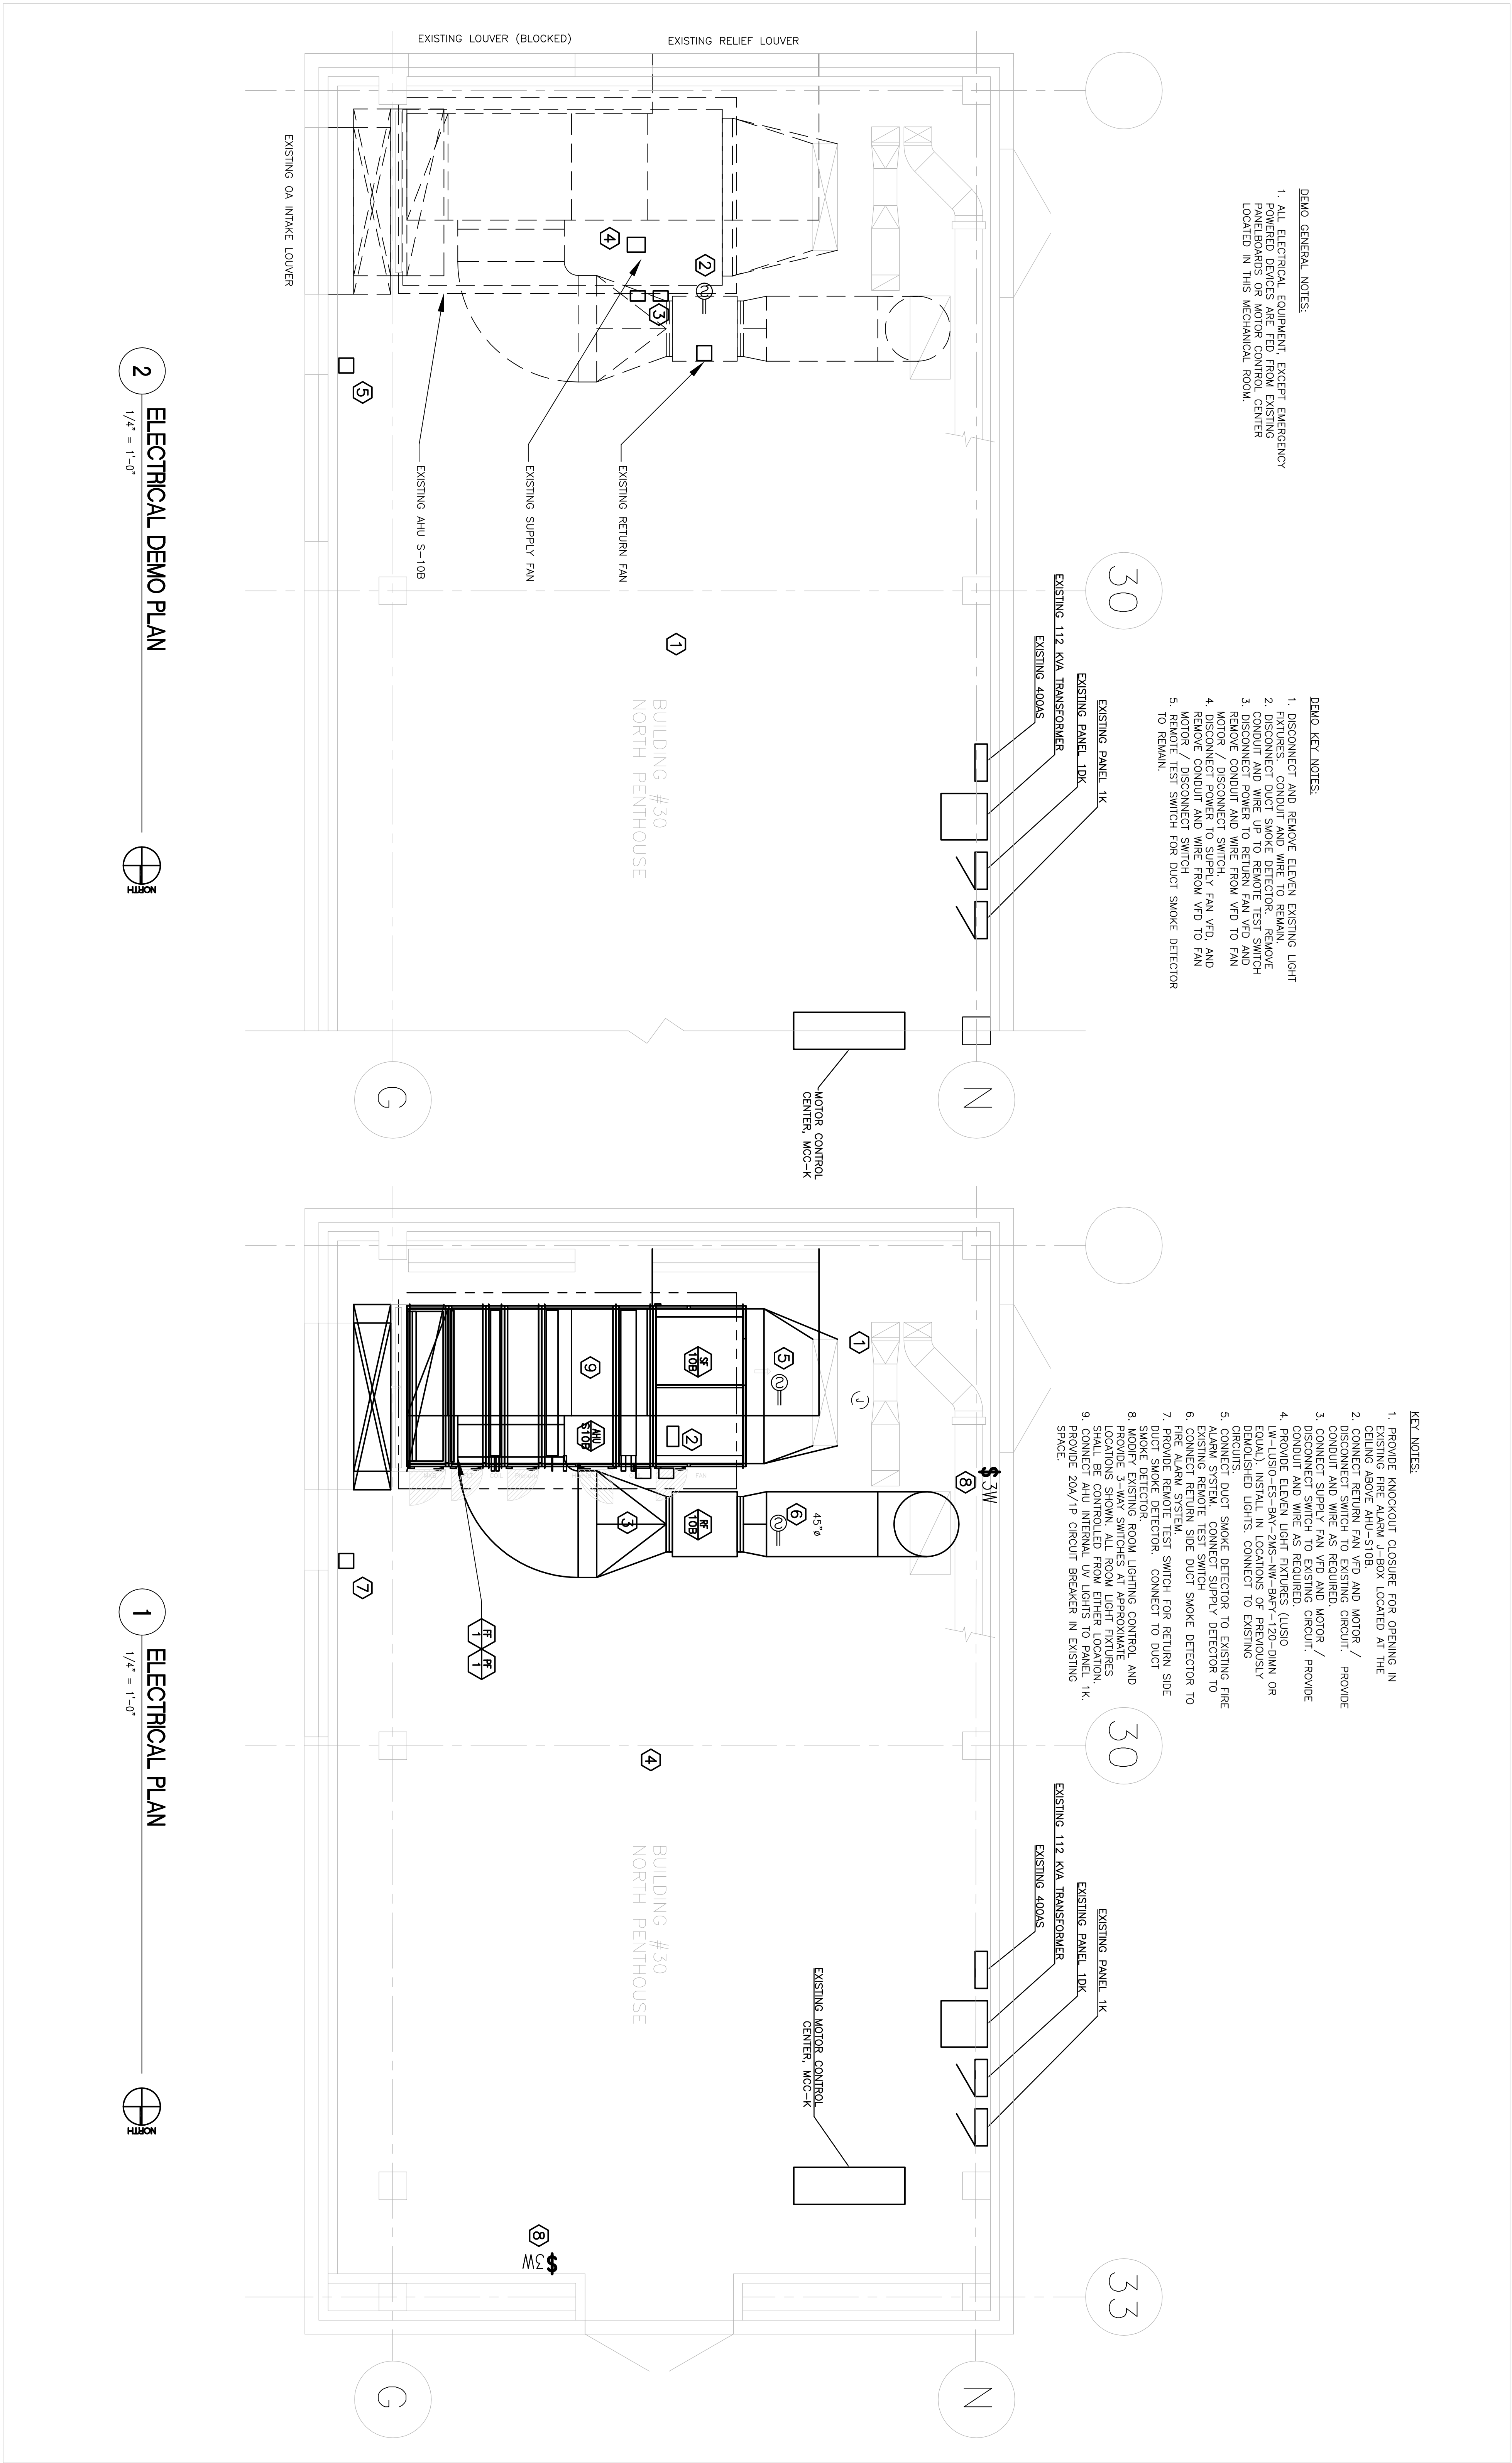 DEMO GENERAL NOTES:
1. ALL ELECTRICAL EQUIPMENT, EXCEPT EMERGENCY
POWERED DEVICES ARE FED FROM EXISTING
PANELBOARDS OR MOTOR CONTROL CENTER
LOCATED IN THIS MECHANICAL ROOM.
DEMO KEY NOTES:
1. DISCONNECT AND REMOVE ELEVEN EXISTING LIGHT
FIXTURES. CONDUIT AND WIRE TO REMAIN.
2. DISCONNECT DUCT SMOKE DETECTOR. REMOVE
CONDUIT AND WIRE UP TO REMOTE TEST SWITCH
3. DISCONNECT POWER TO RETURN FAN VFD AND
REMOVE CONDUIT AND WIRE FROM VFD TO FAN
MOTOR / DISCONNECT SWITCH.
4. DISCONNECT POWER TO SUPPLY FAN VFD, AND
REMOVE CONDUIT AND WIRE FROM VFD TO FAN
MOTOR / DISCONNECT SWITCH
5. REMOTE TEST SWITCH FOR DUCT SMOKE DETECTOR
TO REMAIN.
30
EXISTING PANEL 1K
EXISTING PANEL 1DK
EXISTING 112 KVA TRANSFORMER
EXISTING 400AS
EXISTING LOUVER (BLOCKED)
EXISTING RELIEF LOUVER
EXISTING OA INTAKE LOUVER
2
4
3
5
1
EXISTING RETURN FAN
EXISTING SUPPLY FAN
EXISTING AHU S-10B
BUILDING #30
NORTH PENTHOUSE
MOTOR CONTROL
CENTER, MCC-K
N
G
2
ELECTRICAL DEMO PLAN
1/4" = 1'-0"
NORTH
KEY NOTES:
1. PROVIDE KNOCKOUT CLOSURE FOR OPENING IN
EXISTING FIRE ALARM J-BOX LOCATED AT THE
CEILING ABOVE AHU-S10B.
2. CONNECT RETURN FAN VFD AND MOTOR /
DISCONNECT SWITCH TO EXISTING CIRCUIT. PROVIDE
CONDUIT AND WIRE AS REQUIRED.
3. CONNECT SUPPLY FAN VFD AND MOTOR /
DISCONNECT SWITCH TO EXISTING CIRCUIT. PROVIDE
CONDUIT AND WIRE AS REQUIRED.
4. PROVIDE ELEVEN LIGHT FIXTURES (LUSIO
LW-LUSIO-ES-BAY-2MS-NW-BAFY-120-DIMN OR
EQUAL). INSTALL IN LOCATIONS OF PREVIOUSLY
DEMOLISHED LIGHTS. CONNECT TO EXISTING
CIRCUITS.
5. CONNECT DUCT SMOKE DETECTOR TO EXISTING FIRE
ALARM SYSTEM. CONNECT SUPPLY DETECTOR TO
EXISTING REMOTE TEST SWITCH
6. CONNECT RETURN SIDE DUCT SMOKE DETECTOR TO
FIRE ALARM SYSTEM.
7. PROVIDE REMOTE TEST SWITCH FOR RETURN SIDE
DUCT SMOKE DETECTOR. CONNECT TO DUCT
SMOKE DETECTOR.
8. MODIFY EXISTING ROOM LIGHTING CONTROL AND
PROVIDE 3-WAY SWITCHES AT APPROXIMATE
LOCATIONS SHOWN. ALL ROOM LIGHT FIXTURES
SHALL BE CONTROLLED FROM EITHER LOCATION.
9. CONNECT AHU INTERNAL UV LIGHTS TO PANEL 1K.
PROVIDE 20A/1P CIRCUIT BREAKER IN EXISTING
SPACE.
30
33
EXISTING PANEL 1K
EXISTING PANEL 1DK
EXISTING 112 KVA TRANSFORMER
EXISTING 400AS
$ 3W
8
1
J
5
6
45"ø
SF
10B
2
RF
10B
9
AHU
S10B
3
7
FF
1
PF
1
4
BUILDING #30
NORTH PENTHOUSE
EXISTING MOTOR CONTROL
CENTER, MCC-K
8
$ 3W
N
G
1
ELECTRICAL PLAN
1/4" = 1'-0"
NORTH